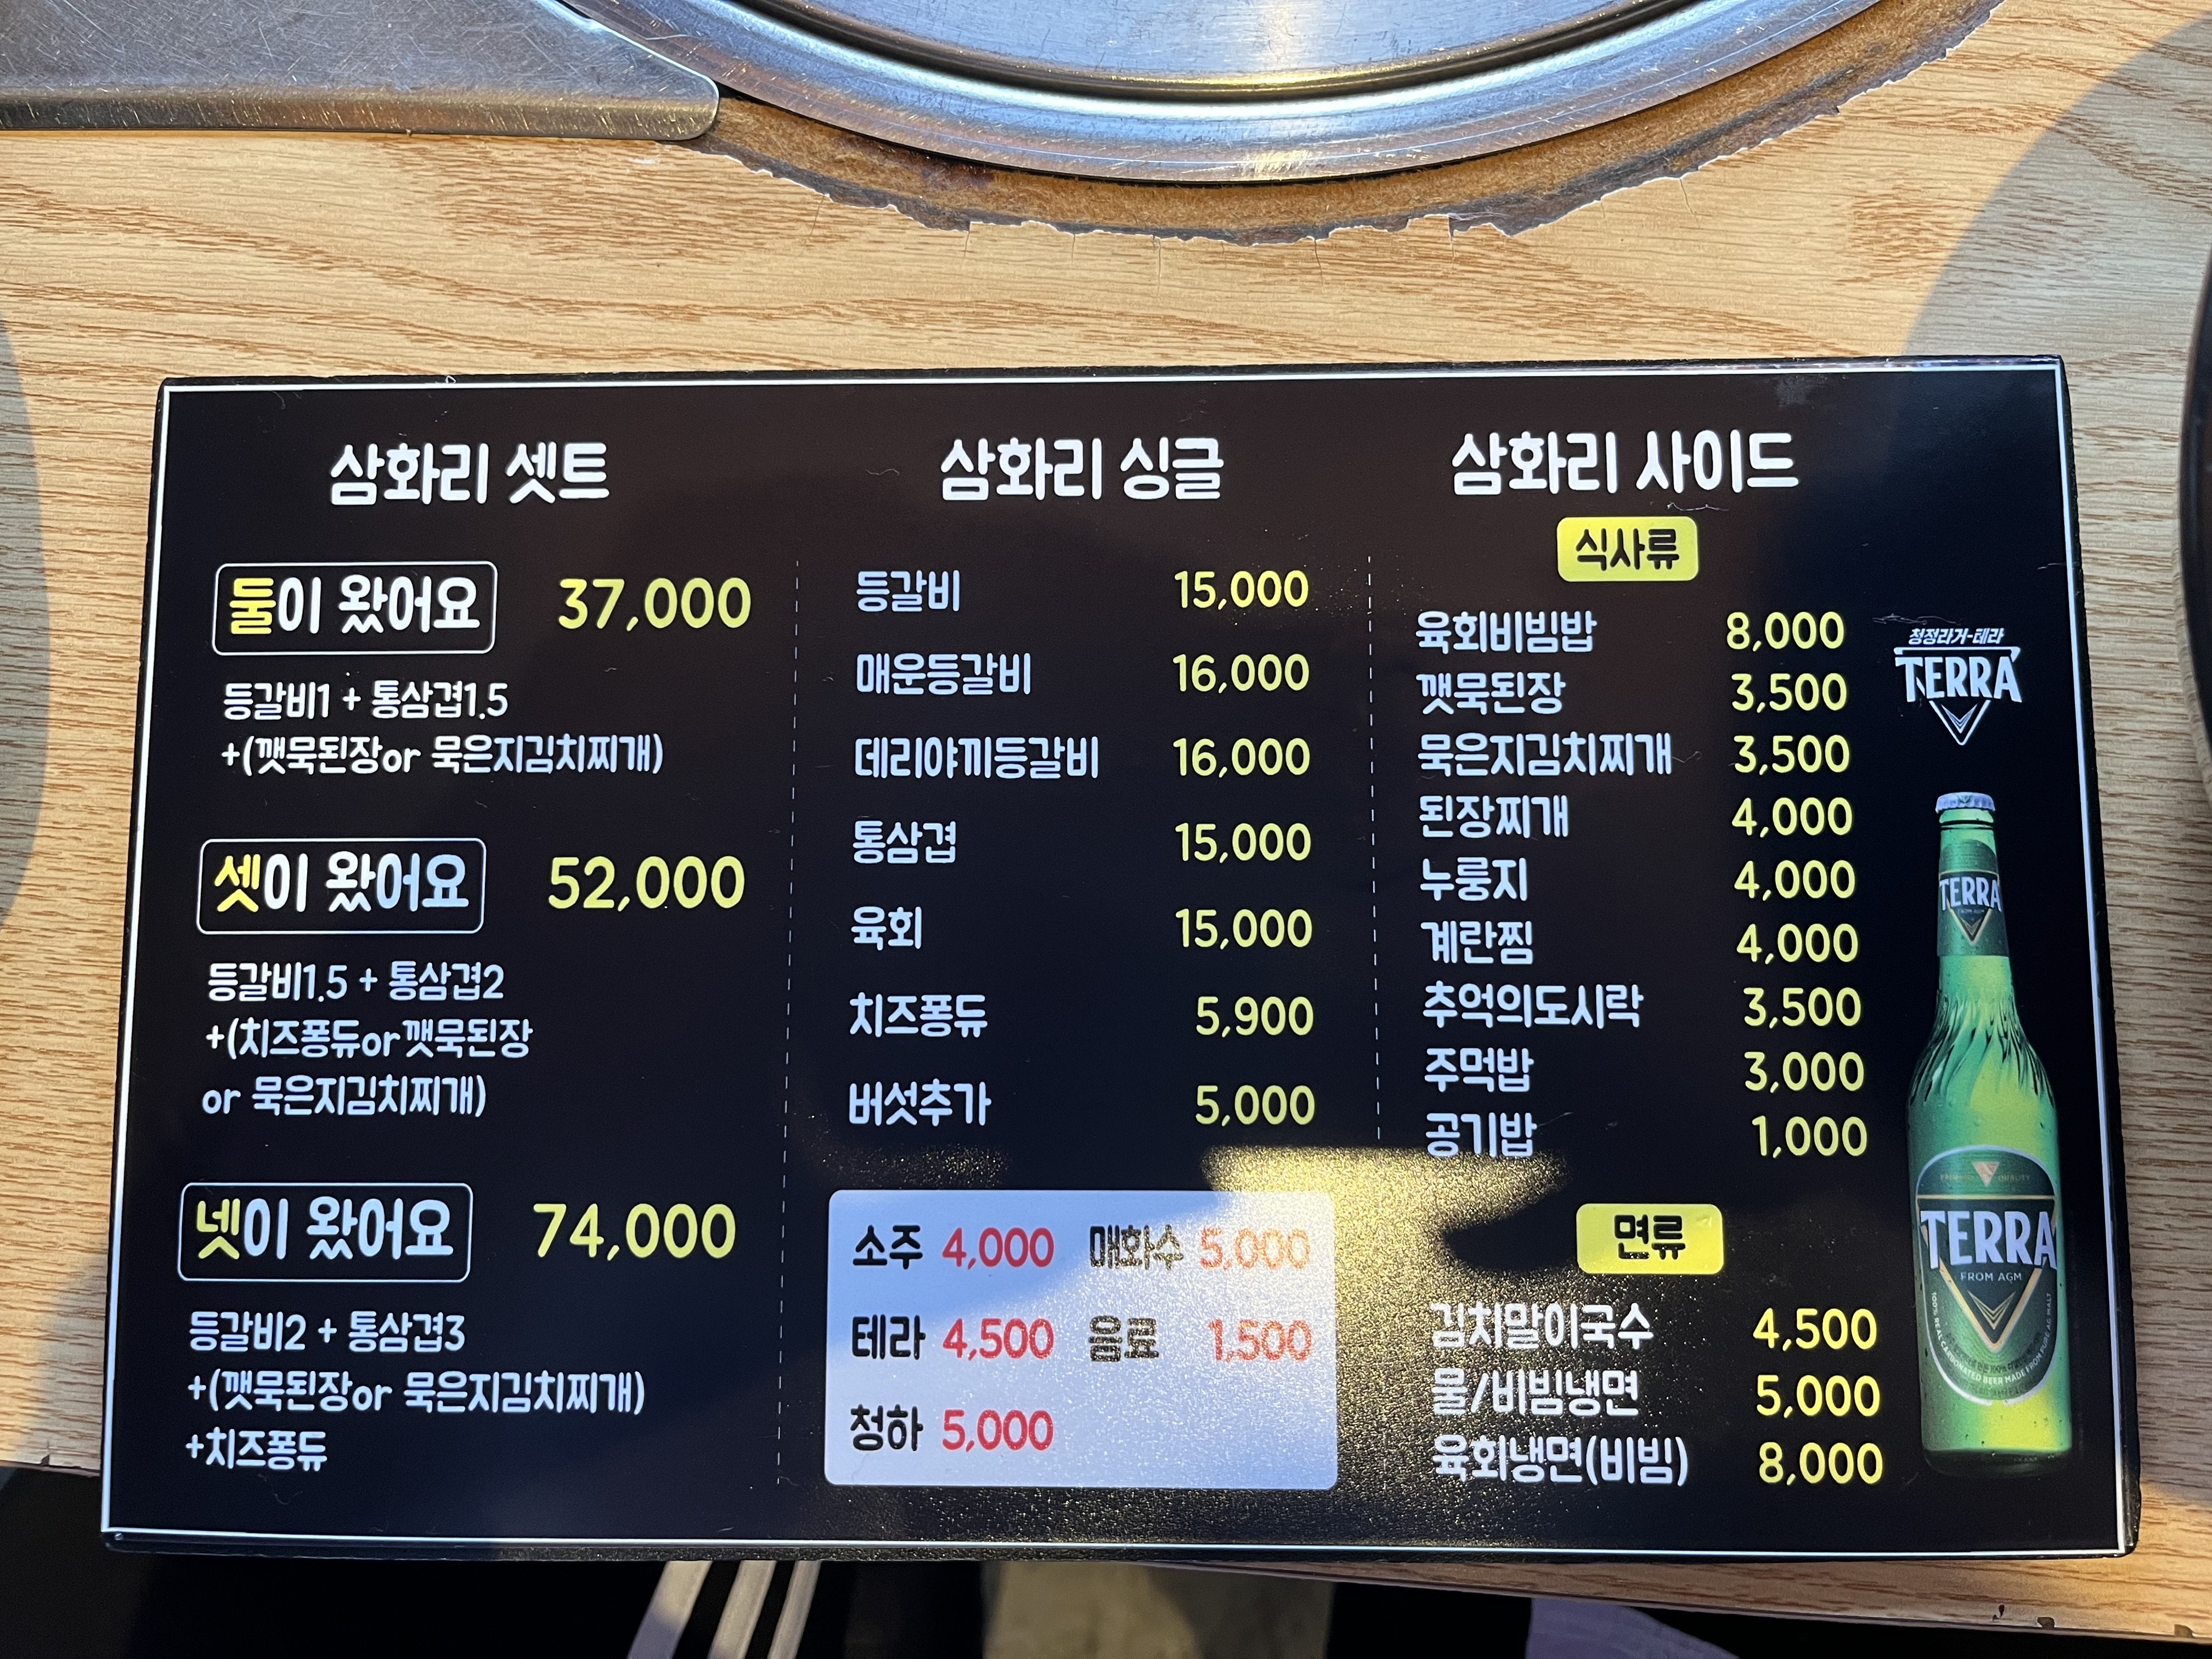 삼화리 셋트
둘이 왔어요 37,000
등갈비1 + 통삼겹1.5
+(깻묵된장or 묵은지김치찌개)
셋이 왔어요 52,000
등갈비1.5 + 통삼겹2
+(치즈퐁듀or깻묵된장
or 묵은지김치찌개)
넷이 왔어요 74,000
등갈비2 + 통삼겹3
+(깻묵된장or 묵은지김치찌개)
+치즈퐁듀
삼화리 싱글
등갈비 15,000
매운등갈비 16,000
데리야끼등갈비 16,000
통삼겹 15,000
육회 15,000
치즈퐁듀 5,900
버섯추가 5,000
소주 4,000 매화수 5,000
테라 4,500 음료 1,500
청하 5,000
삼화리 사이드
식사류
육회비빔밥 8,000
깻묵된장 3,500
묵은지김치찌개 3,500
된장찌개 4,000
누룽지 4,000
계란찜 4,000
추억의도시락 3,500
주먹밥 3,000
공기밥 1,000
면류
김치말이국수 4,500
물/비빔냉면 5,000
육회냉면(비빔) 8,000
청정라거-테라
TERRA
TERRA
TERRA
FROM AGM